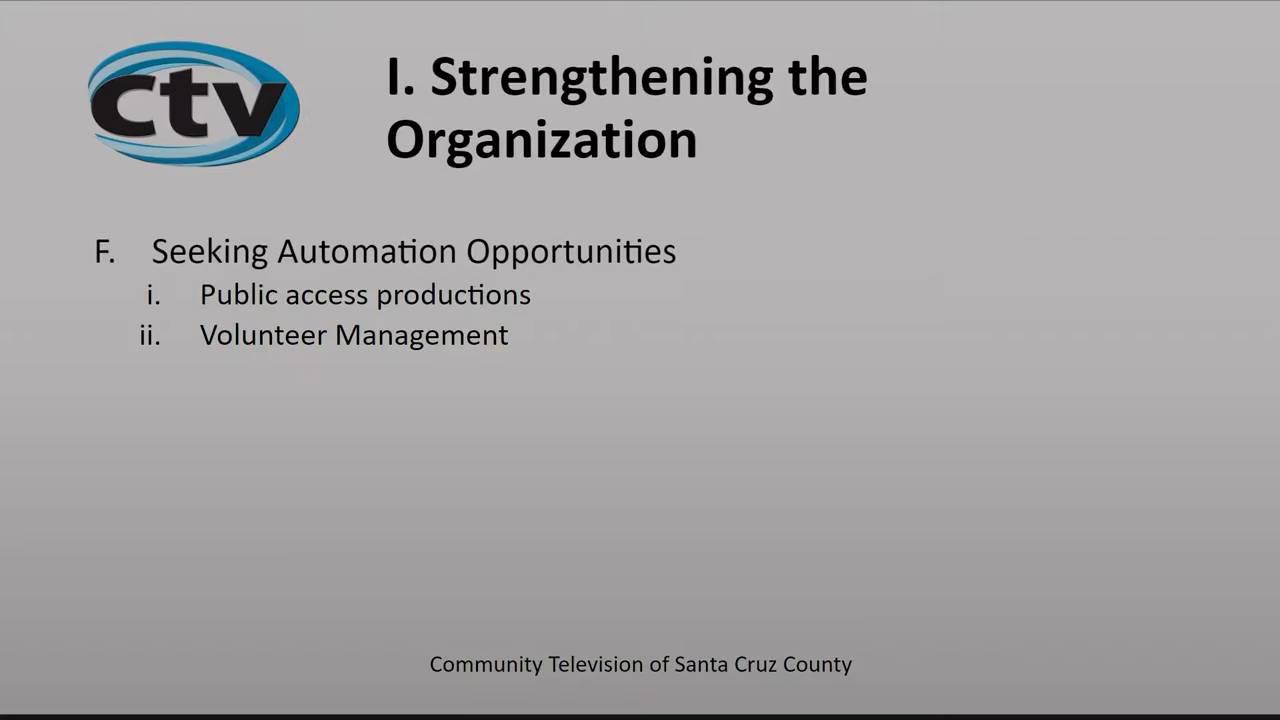 ctv
I. Strengthening the
Organization
F. Seeking Automation Opportunities
i. Public access productions
ii. Volunteer Management
Community Television of Santa Cruz County